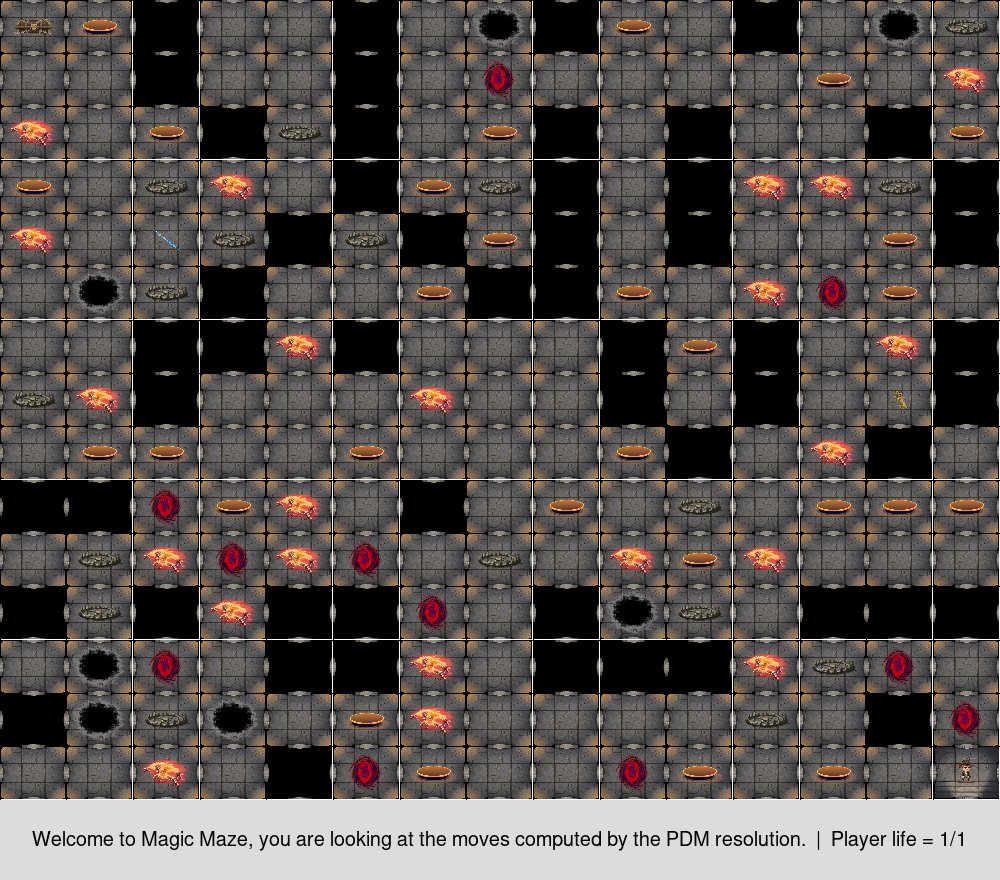 Welcome to Magic Maze, you are looking at the moves computed by the PDM resolution.  |  Player life = 1/1